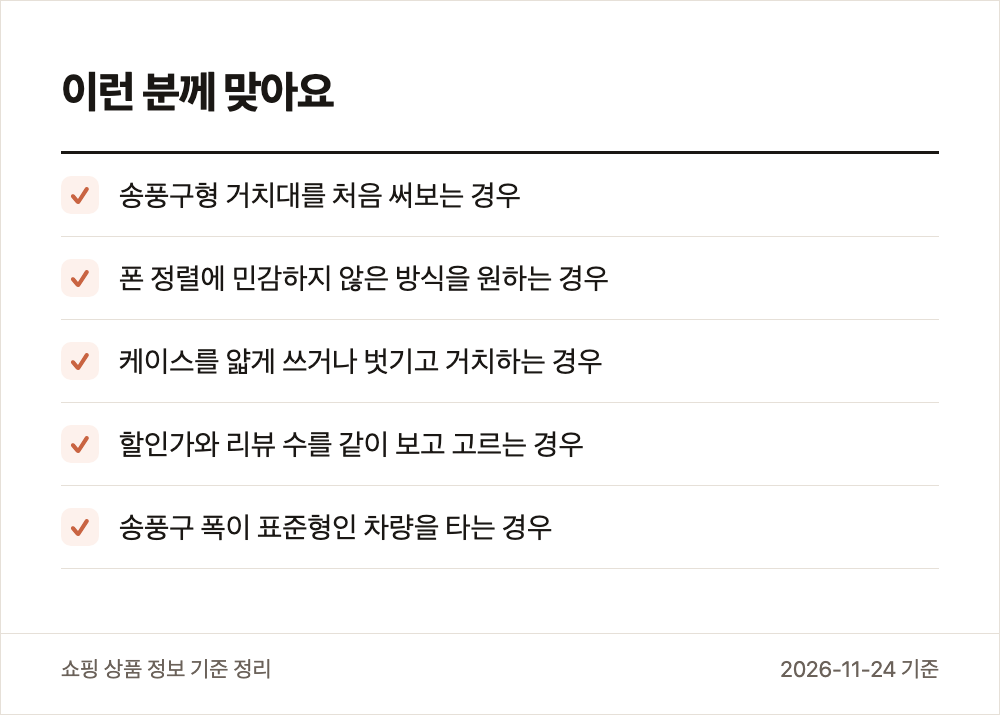 이런 분께 맞아요
송풍구형 거치대를 처음 써보는 경우
폰 정렬에 민감하지 않은 방식을 원하는 경우
케이스를 얇게 쓰거나 벗기고 거치하는 경우
할인가와 리뷰 수를 같이 보고 고르는 경우
송풍구 폭이 표준형인 차량을 타는 경우
쇼핑 상품 정보 기준 정리
2026-11-24 기준